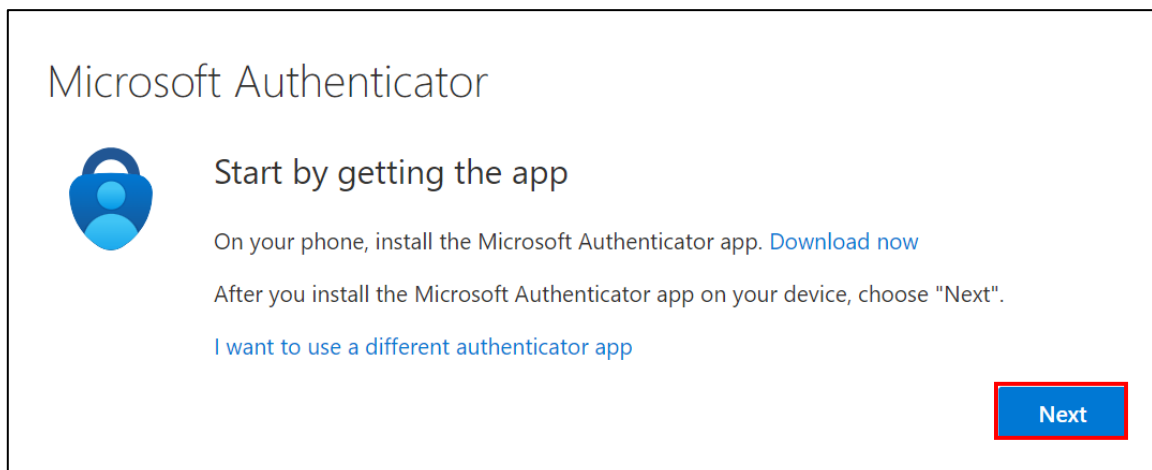 Microsoft Authenticator
Start by getting the app
On your phone, install the Microsoft Authenticator app. Download now
After you install the Microsoft Authenticator app on your device, choose "Next".
I want to use a different authenticator app
Next